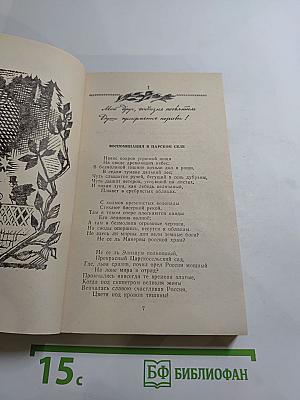 Мой друг, отчизне посвятим
Души прекрасные порывы!
ВОСПОМИНАНИЯ В ЦАРСКОМ СЕЛЕ
Навис покров угрюмой нощи
На своде дремлющих небес;
В безмолвной тишине почили дол и рощи,
В седом тумане дальний лес;
Чуть слышится ручей, бегущий в сень дубравы,
Чуть дышит ветерок, уснувший на листах,
И тихая луна, как лебедь величавый,
Плывет в сребристых облаках.
С холмов кремнистых водопады
Стекают бисерной рекой,
Там в тихом озере плескаются наяды
Его ленивою волной;
А там в безмолвии огромные чертоги,
На своды опершись, несутся к облакам.
Не здесь ли мирны дни вели земные боги?
Не се ль Минервы росской храм?
Не се ль Элизиум полнощный,
Прекрасный Царскосельский сад,
Где, льва сразив, почил орел России мощный
На лоне мира и отрад?
Промчались навсегда те времена златые,
Когда под скипетром великия жены
Венчалась славою счастливая Россия,
Цветя под кровом тишины!
7
15 с
БФ БИБЛИОФАН